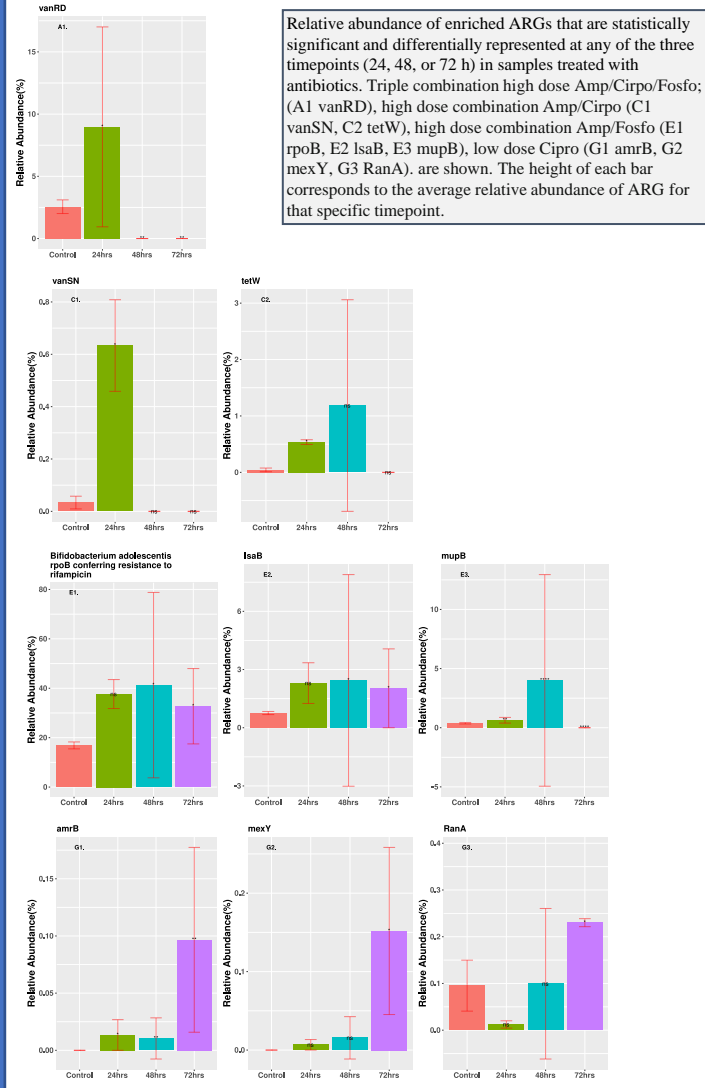 vanRD
A1.
Relative Abundance(%)
15
10
5
0
Control 24hrs 48hrs 72hrs
Relative abundance of enriched ARGs that are statistically
significant and differentially represented at any of the three
timepoints (24, 48, or 72 h) in samples treated with
antibiotics. Triple combination high dose Amp/Cirpo/Fosfo;
(A1 vanRD), high dose combination Amp/Cirpo (C1
vanSN, C2 tetW), high dose combination Amp/Fosfo (E1
rpoB, E2 lsaB, E3 mupB), low dose Cipro (G1 amrB, G2
mexY, G3 RanA). are shown. The height of each bar
corresponds to the average relative abundance of ARG for
that specific timepoint.
vanSN
C1.
Relative Abundance(%)
0.8
0.6
0.4
0.2
0.0
ns ns
Control 24hrs 48hrs 72hrs
tetW
C2.
Relative Abundance(%)
3
2
1
0
ns
ns
Control 24hrs 48hrs 72hrs
Bifidobacterium adolescentis
rpoB conferring resistance to
rifampicin
E1.
Relative Abundance(%)
80
60
40
20
0
Control 24hrs 48hrs 72hrs
lsaB
E2.
Relative Abundance(%)
6
3
0
-3
ns
Control 24hrs 48hrs 72hrs
mupB
E3.
Relative Abundance(%)
10
5
0
-5
Control 24hrs 48hrs 72hrs
amrB
G1.
Relative Abundance(%)
0.15
0.10
0.05
0.00
Control 24hrs 48hrs 72hrs
mexY
G2.
Relative Abundance(%)
0.2
0.1
0.0
ns
ns
Control 24hrs 48hrs 72hrs
RanA
G3.
Relative Abundance(%)
0.4
0.3
0.2
0.1
0.0
ns
ns
Control 24hrs 48hrs 72hrs